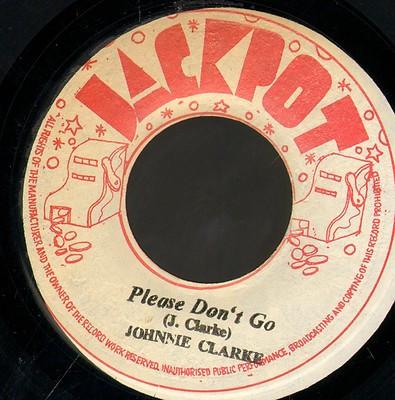 JACKPOT
Please Don't Go
(J. Clarke)
JOHNNIE CLARKE
ALL RIGHTS OF THE MANUFACTURER AND THE OWNER OF THE RECORD WORK RESERVED. UNAUTHORISED PUBLIC PERFORMANCE, BROADCASTING AND COPYING OF THIS RECORD PROHIBITED